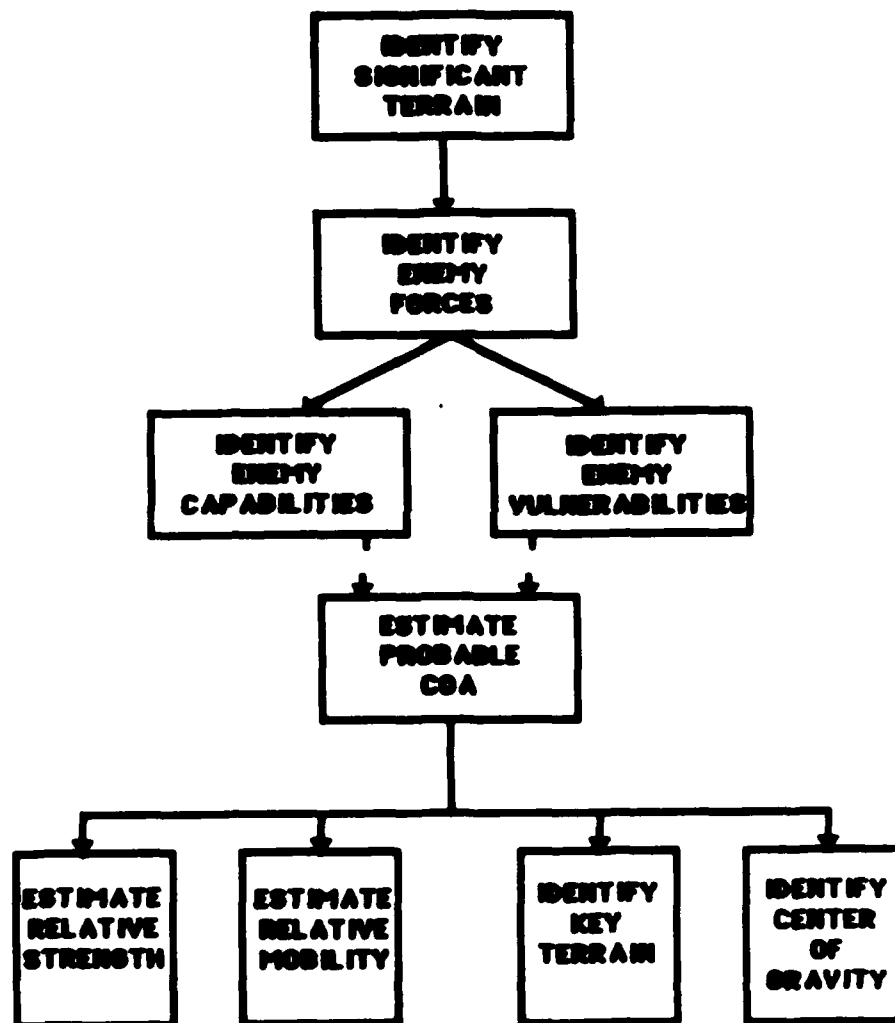 IDENTIFY
SIGNIFICANT
TERRAIN
IDENTIFY
ENEMY
FORCES
IDENTIFY
ENEMY
CAPABILITIES
IDENTIFY
ENEMY
VULNERABILITIES
ESTIMATE
PROBABLE
COA
ESTIMATE
RELATIVE
STRENGTH
ESTIMATE
RELATIVE
MOBILITY
IDENTIFY
KEY
TERRAIN
IDENTIFY
CENTER
OF
GRAVITY